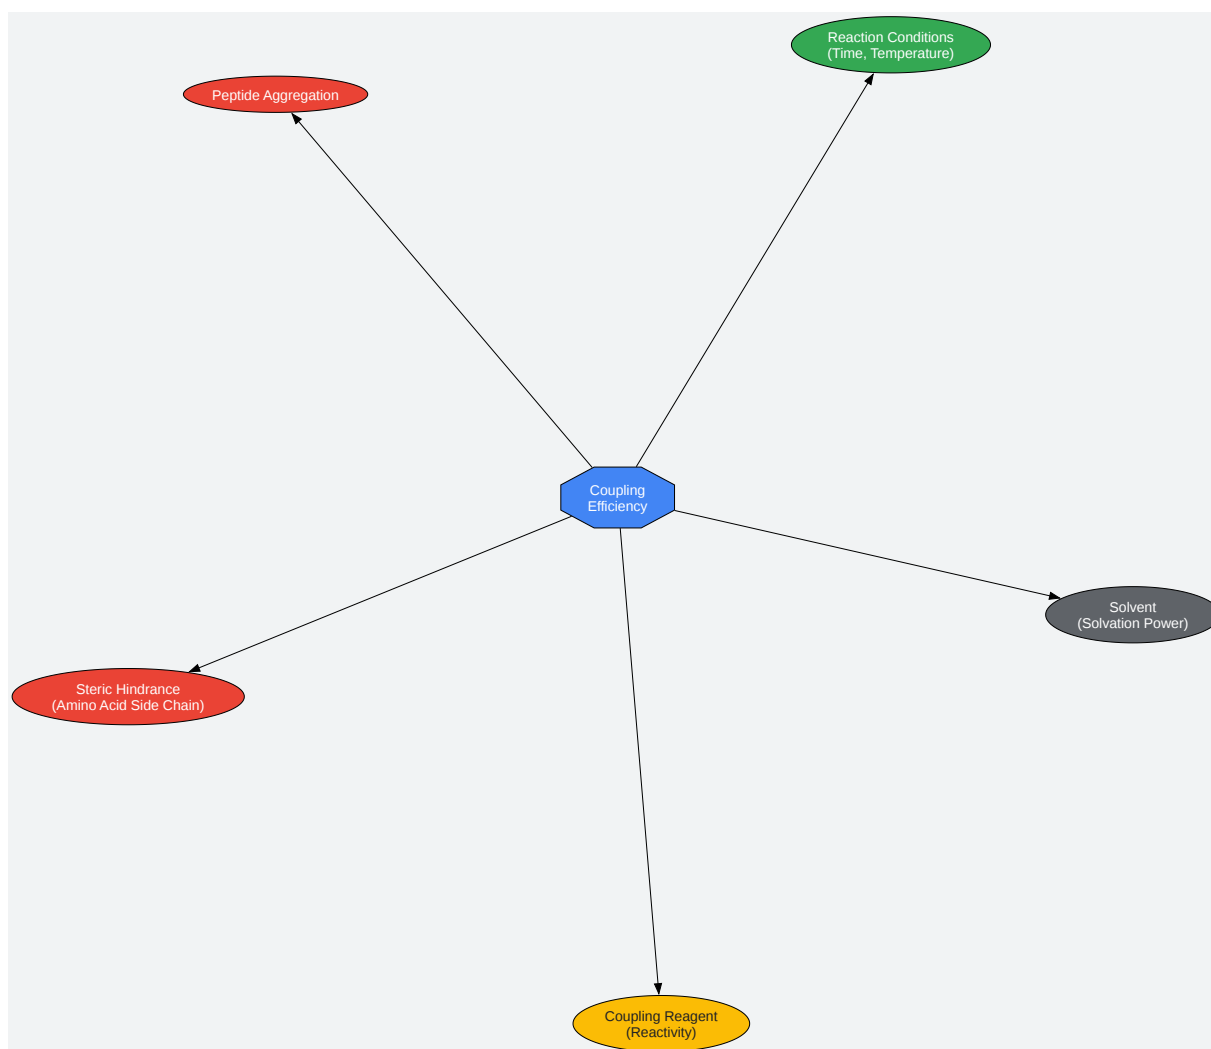 Reaction Conditions
(Time, Temperature)
Peptide Aggregation
Coupling
Efficiency
Solvent
(Solvation Power)
Steric Hindrance
(Amino Acid Side Chain)
Coupling Reagent
(Reactivity)